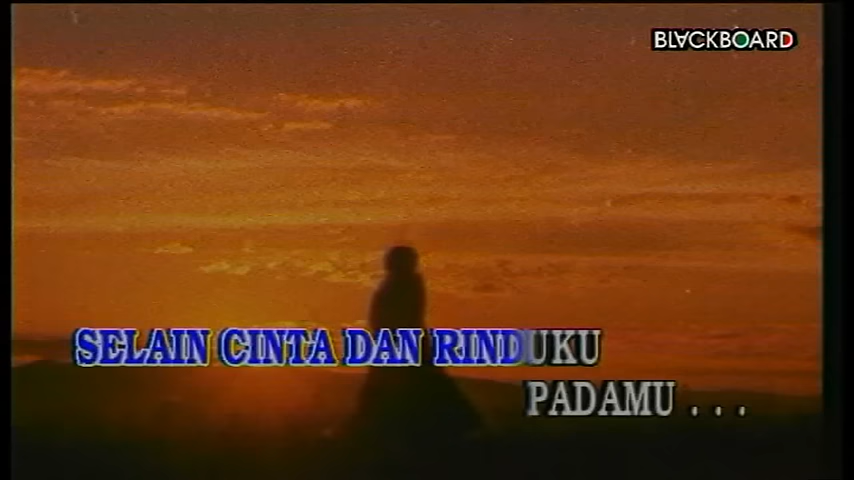 BLACKBOARD
SELAIN CINTA DAN RINDUKU
PADAMU . . .